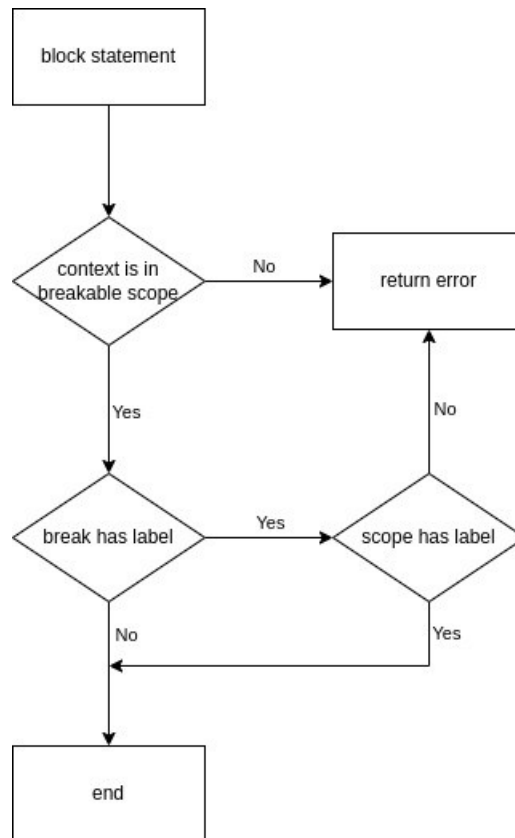 block statement
context is in
breakable scope
No
return error
Yes
No
break has label
Yes
scope has label
No
Yes
end